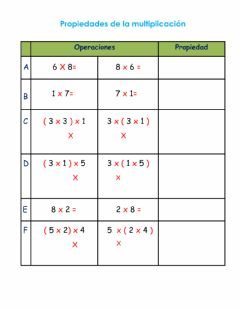 Propiedades de la multiplicación
Operaciones Propiedad
A 6 X 8= 8 x 6 =
B 1 x 7= 7 x 1=
C ( 3 x 3 ) x 1 3 x ( 3 x 1 )
X X
D ( 3 x 1 ) x 5 3 x ( 1 x 5 )
X X
E 8 x 2 = 2 x 8 =
F ( 5 x 2) x 4 5 x ( 2 x 4 )
X X